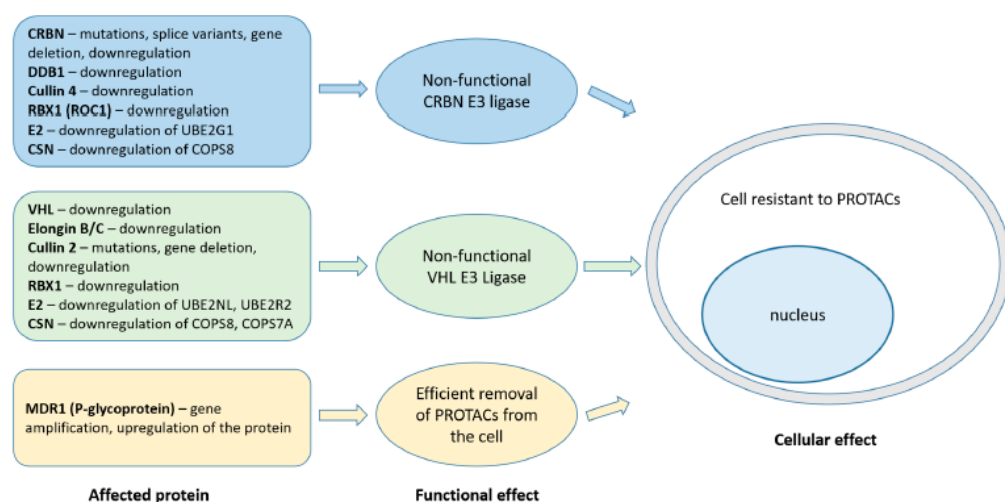 CRBN – mutations, splice variants, gene
deletion, downregulation
DDB1 – downregulation
Cullin 4 – downregulation
RBX1 (ROC1) – downregulation
E2 – downregulation of UBE2G1
CSN – downregulation of COPS8
Non-functional
CRBN E3 ligase
VHL – downregulation
Elongin B/C – downregulation
Cullin 2 – mutations, gene deletion,
downregulation
RBX1 – downregulation
E2 – downregulation of UBE2NL, UBE2R2
CSN – downregulation of COPS8, COPS7A
Non-functional
VHL E3 Ligase
MDR1 (P-glycoprotein) – gene
amplification, upregulation of the protein
Efficient removal
of PROTACs from
the cell
Cell resistant to PROTACs
nucleus
Affected protein
Functional effect
Cellular effect